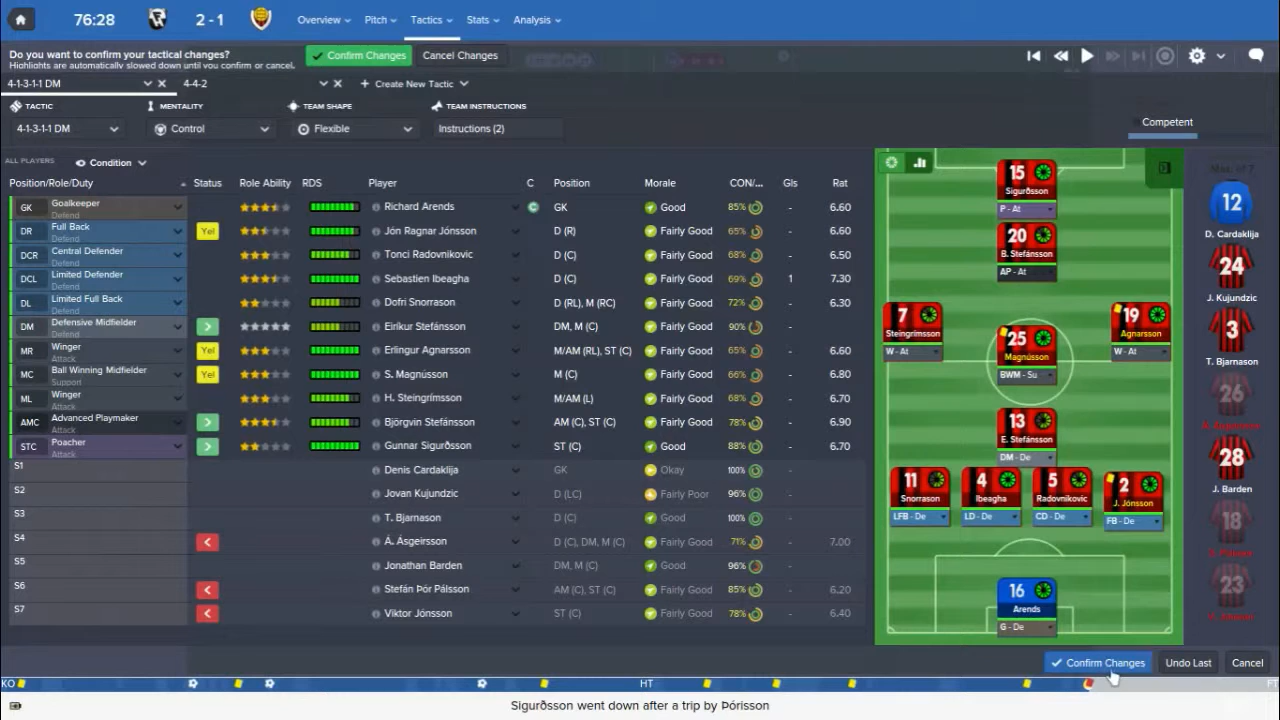 76:28 2 - 1 Overview Pitch Tactics Stats Analysis
Do you want to confirm your tactical changes? Confirm Changes Cancel Changes
Highlights are automatically slowed down until you confirm or cancel.
4-1-3-1-1 DM 4-4-2 Create New Tactic
TACTIC MENTALITY TEAM SHAPE TEAM INSTRUCTIONS
4-1-3-1-1 DM Control Flexible Instructions (2) Competent
ALL PLAYERS Condition
Position/Role/Duty Status Role Ability RDS Player C Position Morale CON/... Gls Rat
GK Goalkeeper Defend Richard Arends C GK Good 85% - 6.60
DR Full Back Defend Yel Jón Ragnar Jónsson D (R) Fairly Good 65% - 6.60
DCR Central Defender Defend Tonci Radovnikovic D (C) Fairly Good 68% - 6.50
DCL Limited Defender Defend Sebastien Ibeagha D (C) Fairly Good 69% 1 7.30
DL Limited Full Back Defend Dofri Snorrason D (RL), M (RC) Fairly Good 72% - 6.30
DM Defensive Midfielder Defend Eiríkur Stefánsson DM, M (C) Fairly Good 90% -
MR Winger Attack Yel Erlingur Agnarsson M/AM (RL), ST (C) Fairly Good 65% - 6.60
MC Ball Winning Midfielder Support Yel S. Magnússon M (C) Fairly Good 66% - 6.80
ML Winger Attack H. Steingrímsson M/AM (L) Fairly Good 68% - 6.70
AMC Advanced Playmaker Attack Björgvin Stefánsson AM (C), ST (C) Fairly Good 78% - 6.90
STC Poacher Attack Gunnar Sigurðsson ST (C) Good 88% - 6.70
S1 Denis Cardaklija GK Okay 100% -
S2 Jovan Kujundzic D (LC) Fairly Poor 96% -
S3 T. Bjarnason D (C) Good 100% -
S4 Á. Ásgeirsson D (C), DM, M (C) Fairly Good 71% - 7.00
S5 Jonathan Barden DM, M (C) Good 96% -
S6 Stefán Þór Pálsson AM (C), ST (C) Fairly Good 85% - 6.20
S7 Viktor Jónsson ST (C) Fairly Good 78% - 6.40
15
Sigurðsson
P - At
20
B. Stefánsson
AP - At
7
Steingrímsson
W - At
25
Magnússon
BWM - Su
19
Agnarsson
W - At
13
E. Stefánsson
DM - De
11
Snorrason
LFB - De
4
Ibeagha
LD - De
5
Radovnikovic
CD - De
2
J. Jónsson
FB - De
16
Arends
G - De
12
D. Cardaklija
24
J. Kujundzic
3
T. Bjarnason
26
28
J. Barden
18
23
Confirm Changes Undo Last Cancel
KO HT FT
Sigurðsson went down after a trip by Þórisson